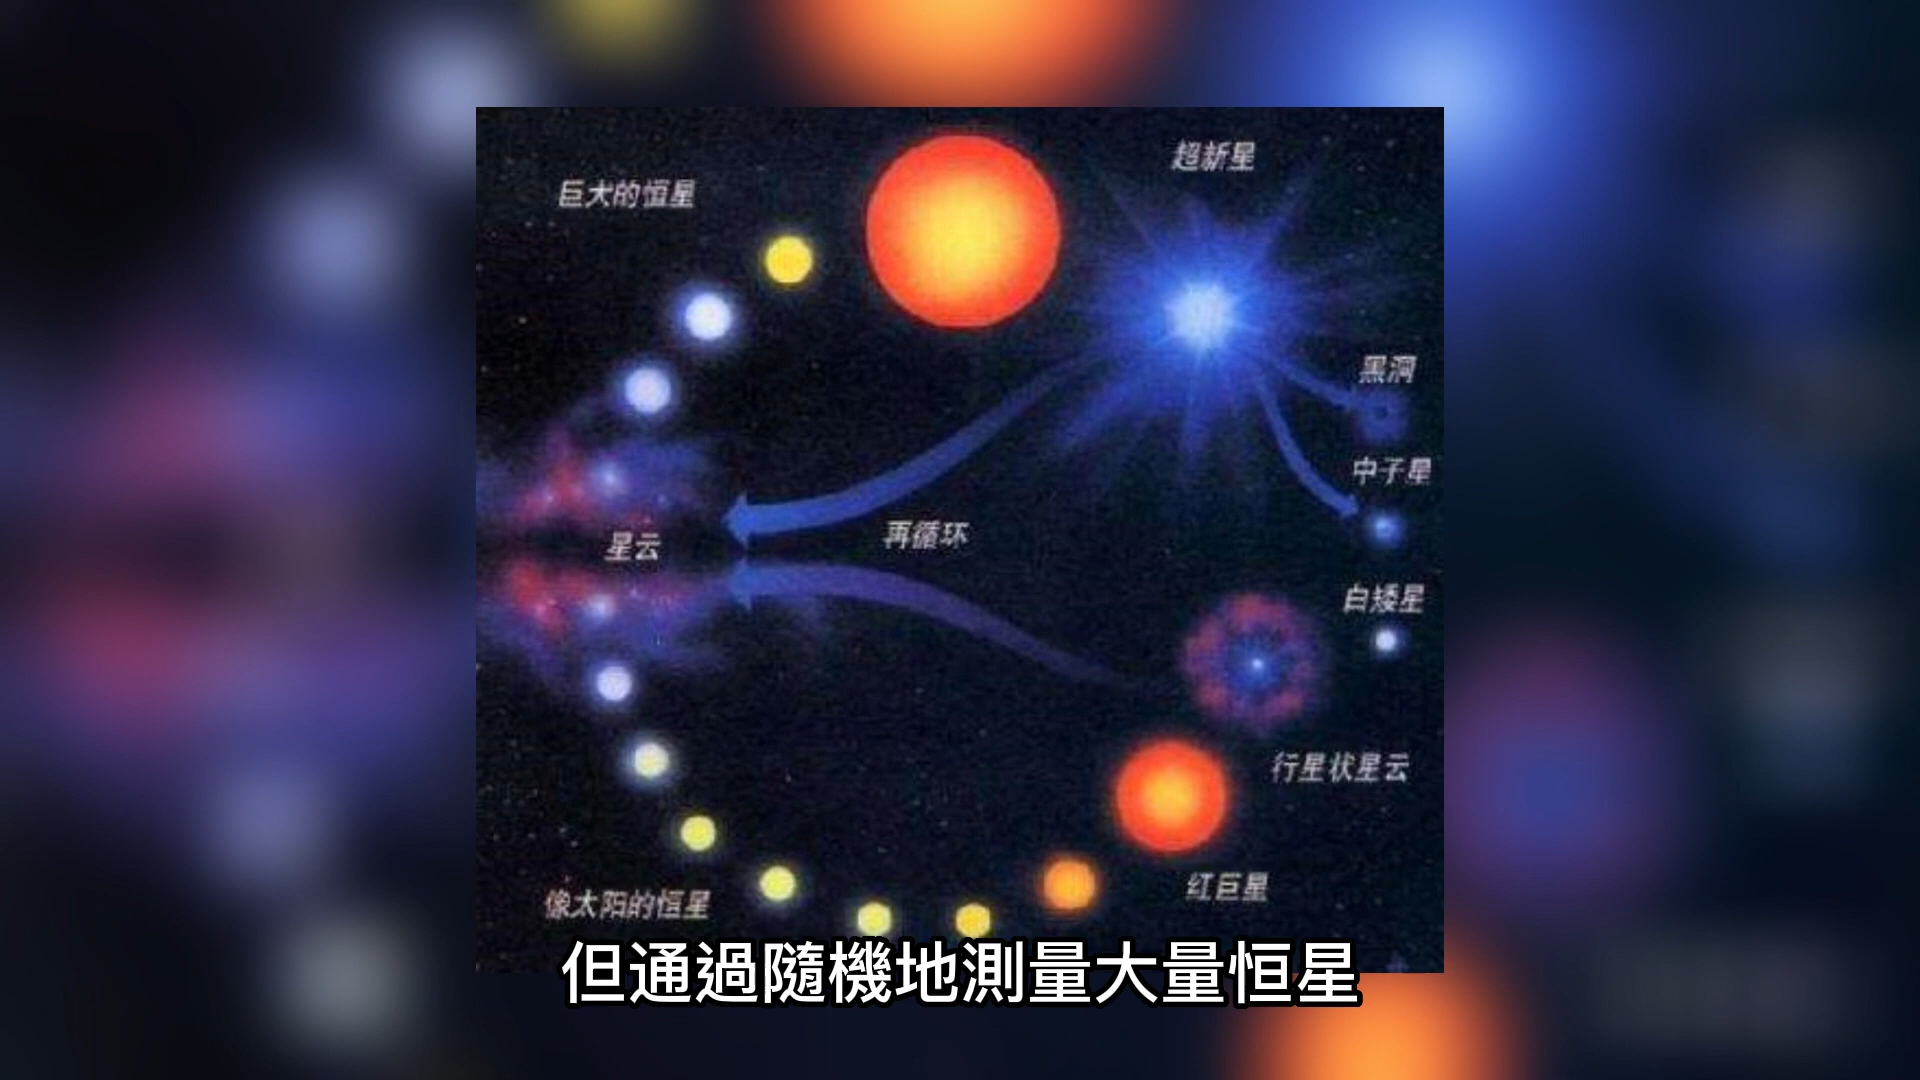 超新星
巨大的恒星
黑洞
中子星
再循环
星云
白矮星
行星状星云
红巨星
像太阳的恒星
但通過隨機地測量大量恒星